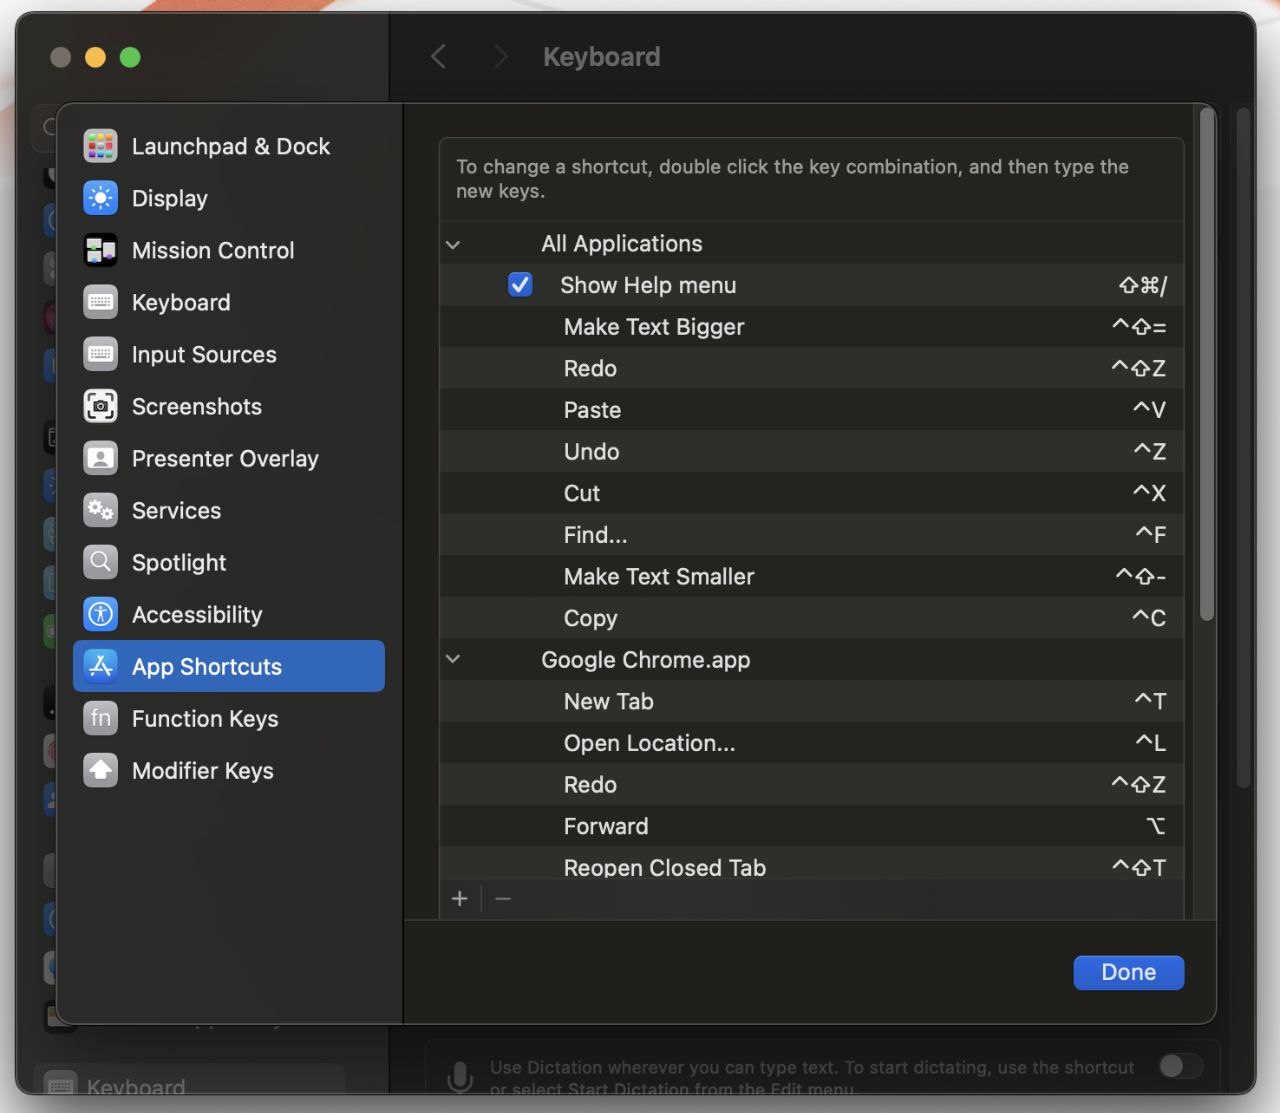 Keyboard
Launchpad & Dock
Display
Mission Control
Keyboard
Input Sources
Screenshots
Presenter Overlay
Services
Spotlight
Accessibility
App Shortcuts
fn Function Keys
Modifier Keys
To change a shortcut, double click the key combination, and then type the
new keys.
All Applications
Show Help menu ⇧⌘/
Make Text Bigger ^⇧=
Redo ^⇧Z
Paste ^V
Undo ^Z
Cut ^X
Find... ^F
Make Text Smaller ^⇧-
Copy ^C
Google Chrome.app
New Tab ^T
Open Location... ^L
Redo ^⇧Z
Forward ⌥
Reopen Closed Tab ^⇧T
+ −
Done
Keyboard
Use Dictation wherever you can type text. To start dictating, use the shortcut
or select Start Dictation from the Edit menu.